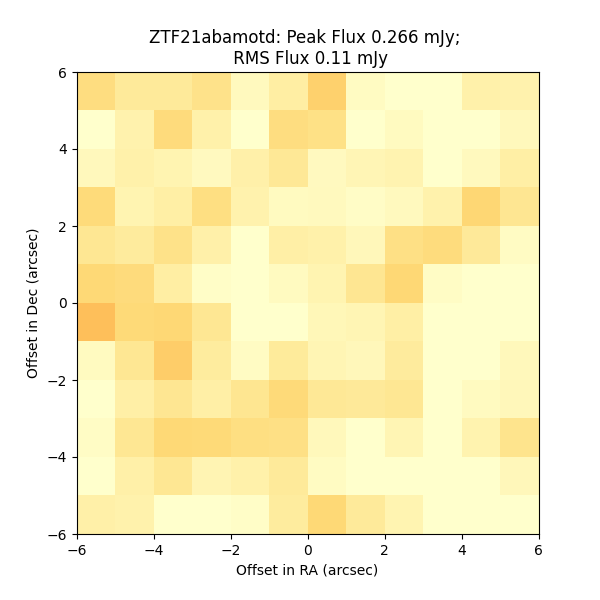 ZTF21abamotd: Peak Flux 0.266 mJy;
RMS Flux 0.11 mJy
6
4
2
0
−2
−4
−6
Offset in Dec (arcsec)
−6 −4 −2 0 2 4 6
Offset in RA (arcsec)